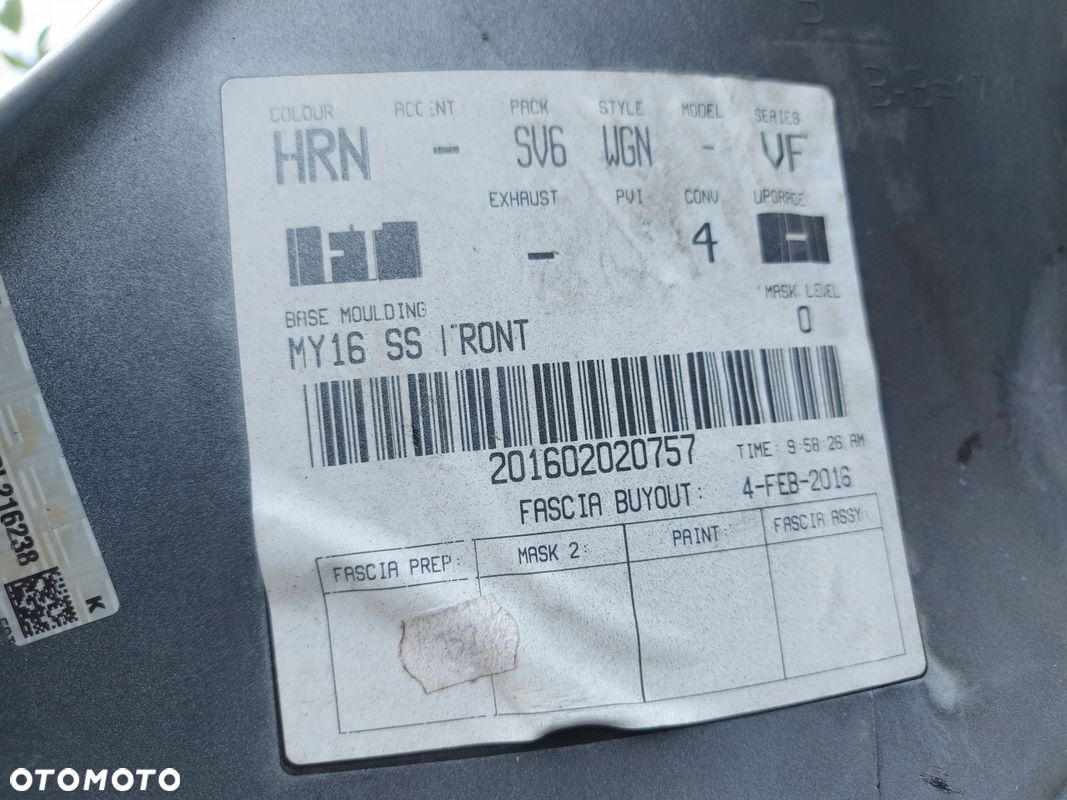 COLOUR ACCENT PACK STYLE MODEL SERIES
HRN - SV6 WGN - VF
EXHAUST PVI CONV UPGRADE
- 4 -
BASE MOULDING *MASK LEVEL
MY16 SS FRONT 0
201602020757 TIME: 9:58:26 AM
FASCIA BUYOUT: 4-FEB-2016
FASCIA PREP: MASK 2: PAINT: FASCIA ASSY:
216238
K
OTOMOTO